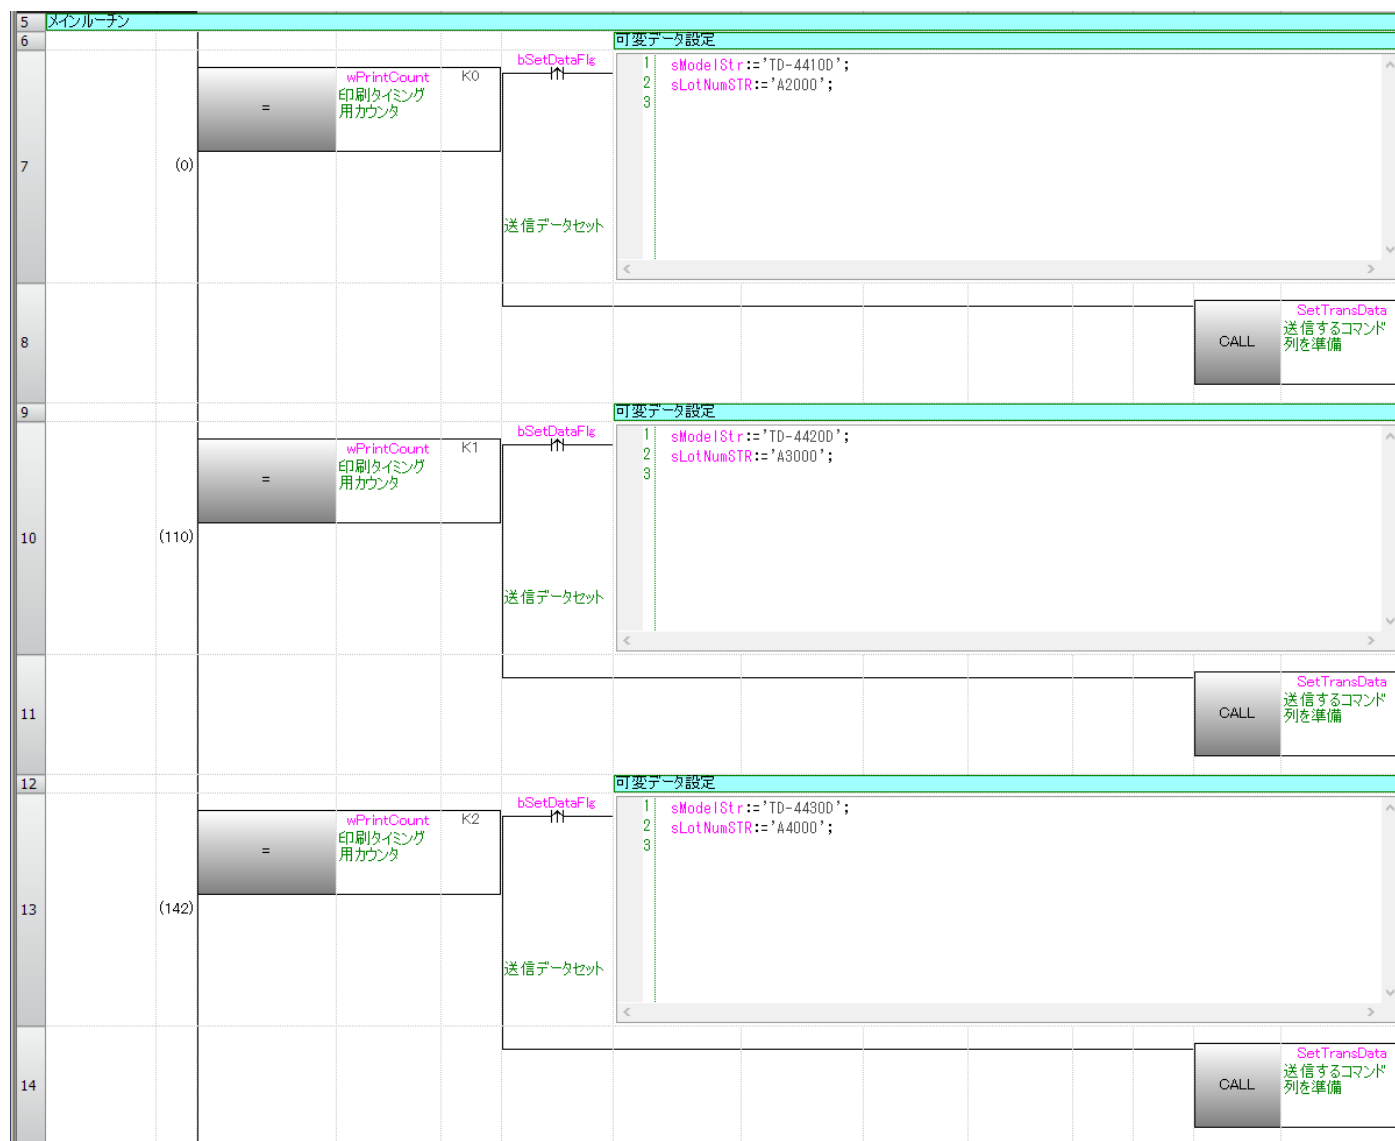 5 メインルーチン
6 可変データ設定
7 (0) = wPrintCount K0
印刷タイミング
用カウンタ
bSetDataFlg
送信データセット
1 sModelStr:='TD-4410D';
2 sLotNumSTR:='A2000';
3
8 CALL SetTransData
送信するコマンド
列を準備
9 可変データ設定
10 (110) = wPrintCount K1
印刷タイミング
用カウンタ
bSetDataFlg
送信データセット
1 sModelStr:='TD-4420D';
2 sLotNumSTR:='A3000';
3
11 CALL SetTransData
送信するコマンド
列を準備
12 可変データ設定
13 (142) = wPrintCount K2
印刷タイミング
用カウンタ
bSetDataFlg
送信データセット
1 sModelStr:='TD-4430D';
2 sLotNumSTR:='A4000';
3
14 CALL SetTransData
送信するコマンド
列を準備